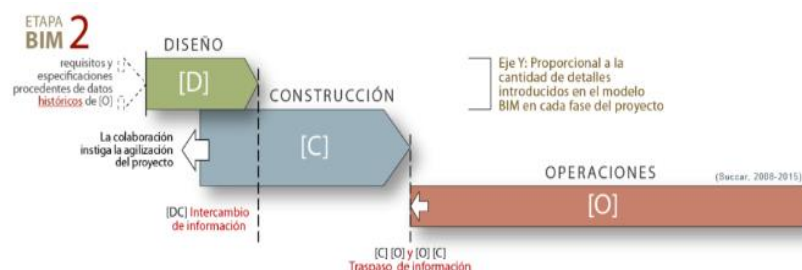 ETAPA
BIM 2
requisitos y
especificaciones
procedentes de datos
históricos de [O]
DISEÑO
[D]
CONSTRUCCIÓN
[C]
La colaboración
instiga la agilización
del proyecto
Eje Y: Proporcional a la
cantidad de detalles
introducidos en el modelo
BIM en cada fase del proyecto
OPERACIONES
(Succar, 2008-2015)
[O]
[DC] Intercambio
de información
[C] [O] y [O] [C]
Traspaso de información